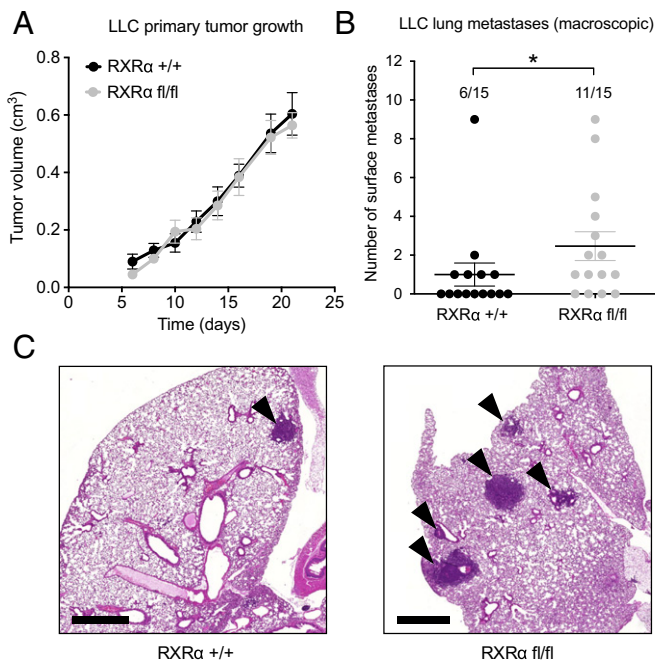 A
LLC primary tumor growth
RXRα +/+
RXRα fl/fl
Tumor volume (cm³)
0.8
0.6
0.4
0.2
0.0
0
5
10
15
20
25
Time (days)
B
LLC lung metastases (macroscopic)
*
6/15
11/15
Number of surface metastases
12
10
8
6
4
2
0
RXRα +/+
RXRα fl/fl
C
RXRα +/+
RXRα fl/fl